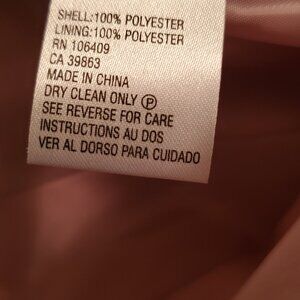 SHELL:100% POLYESTER
LINING:100% POLYESTER
RN 106409
CA 39863
MADE IN CHINA
DRY CLEAN ONLY Ⓟ
SEE REVERSE FOR CARE
INSTRUCTIONS AU DOS
VER AL DORSO PARA CUIDADO